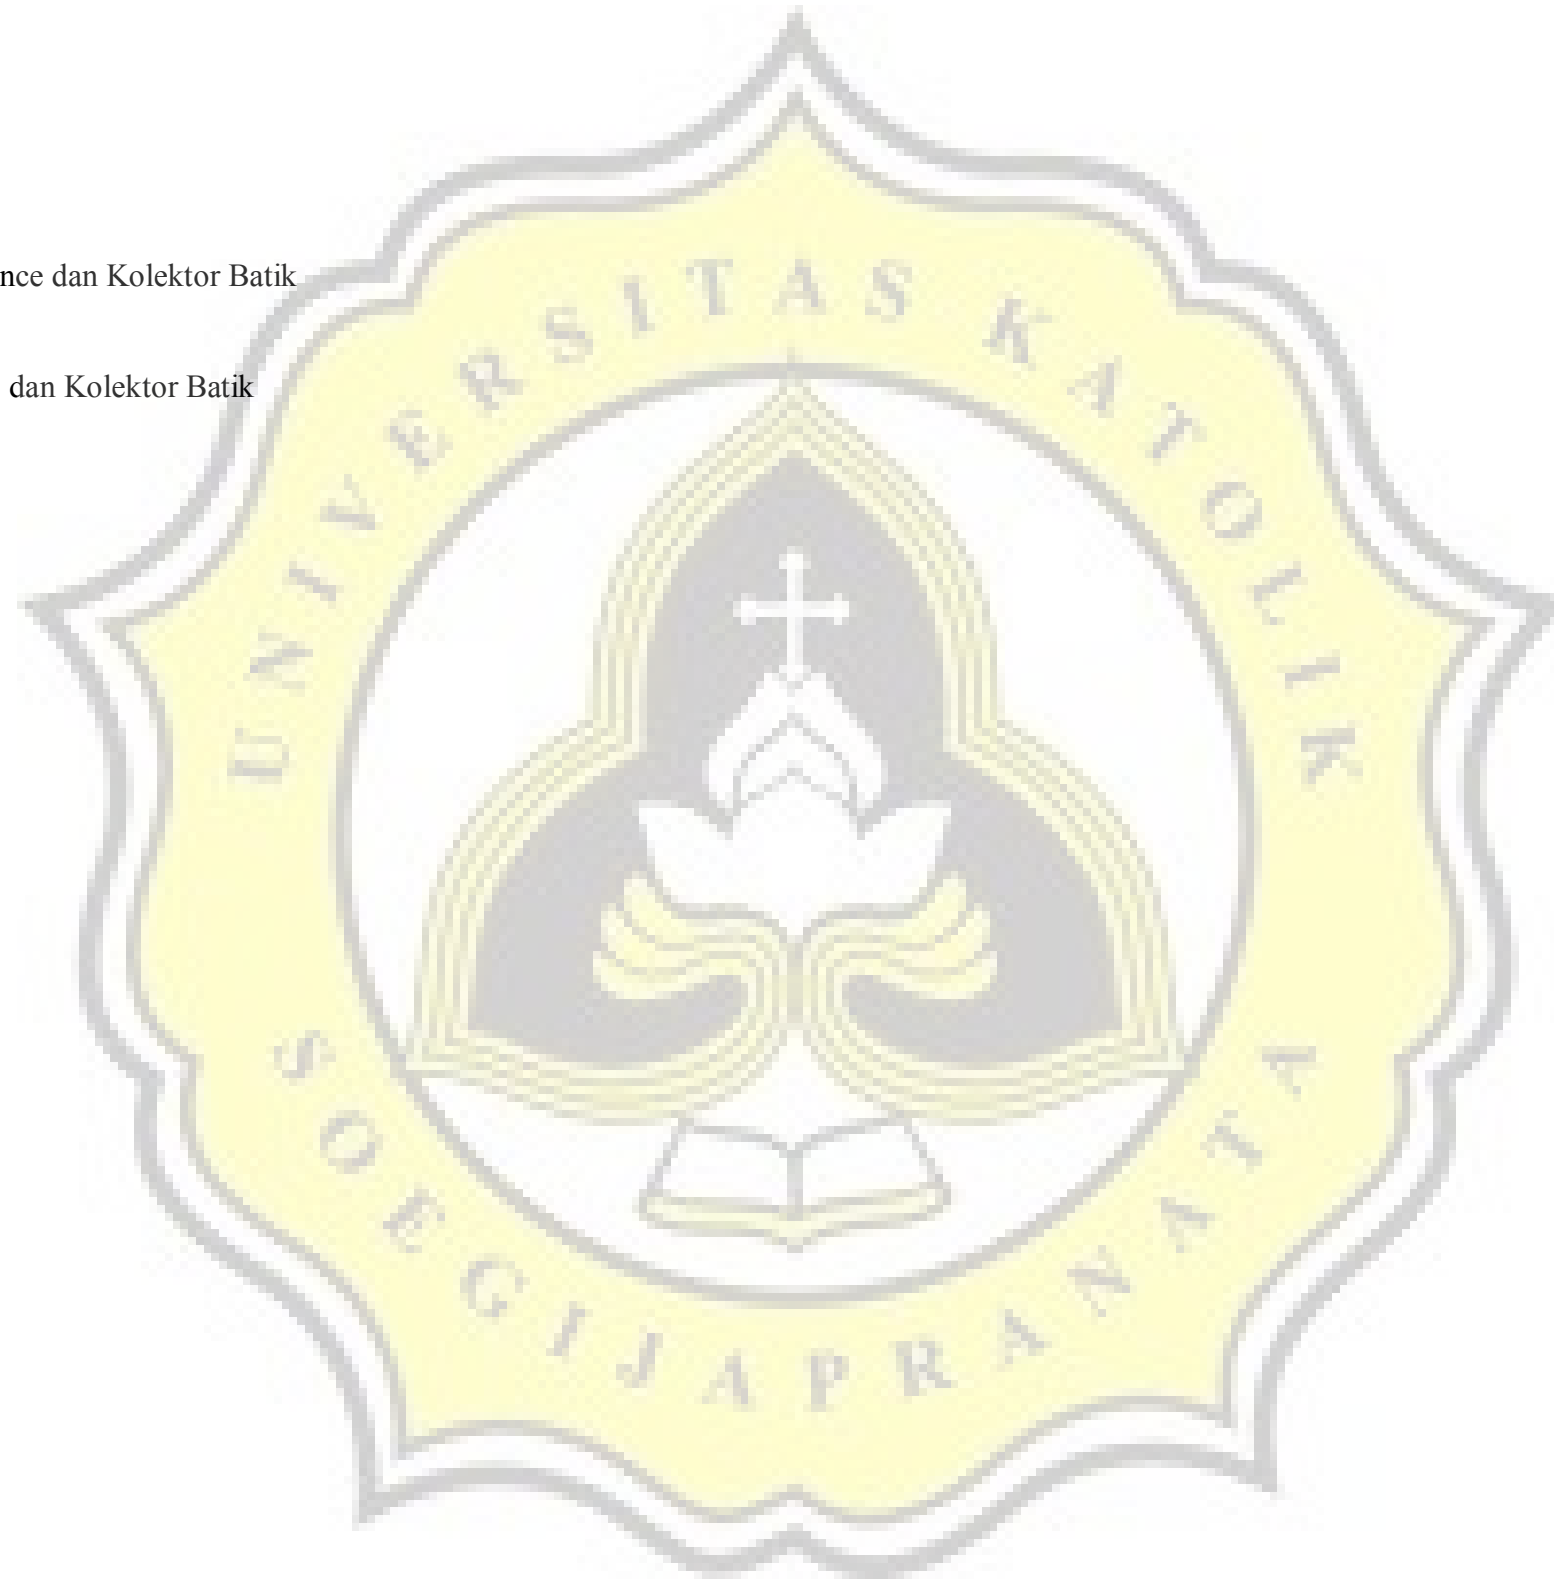 nce dan Kolektor Batik
dan Kolektor Batik
UNIVERSITAS KATOLIK
SOEGIJAPRANATA